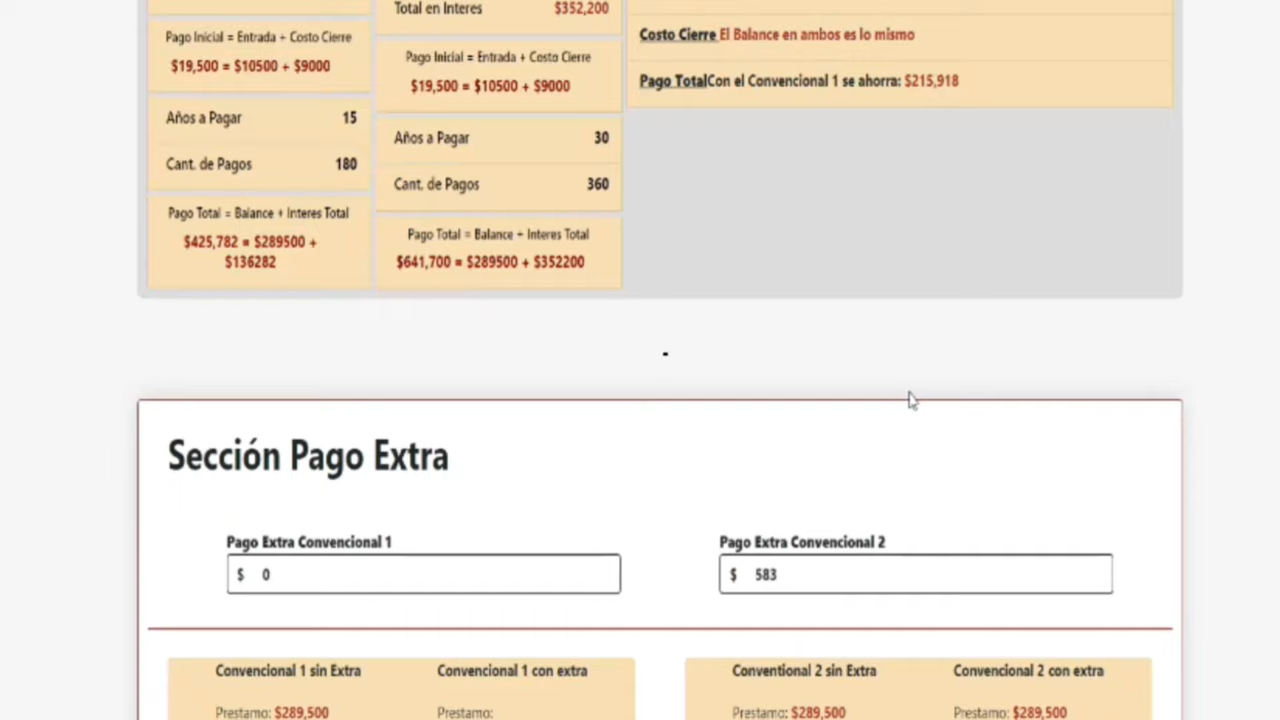 Pago Inicial = Entrada + Costo Cierre
$19,500 = $10500 + $9000
Años a Pagar 15
Cant. de Pagos 180
Pago Total = Balance + Interes Total
$425,782 = $289500 +
$136282
Total en Interes $352,200
Pago Inicial = Entrada + Costo Cierre
$19,500 = $10500 + $9000
Años a Pagar 30
Cant. de Pagos 360
Pago Total = Balance + Interes Total
$641,700 = $289500 + $352200
Costo Cierre El Balance en ambos es lo mismo
Pago TotalCon el Convencional 1 se ahorra: $215,918
-
Sección Pago Extra
Pago Extra Convencional 1
$ 0
Pago Extra Convencional 2
$ 583
Convencional 1 sin Extra
Prestamo: $289,500
Convencional 1 con extra
Prestamo:
Conventional 2 sin Extra
Prestamo: $289,500
Convencional 2 con extra
Prestamo: $289,500